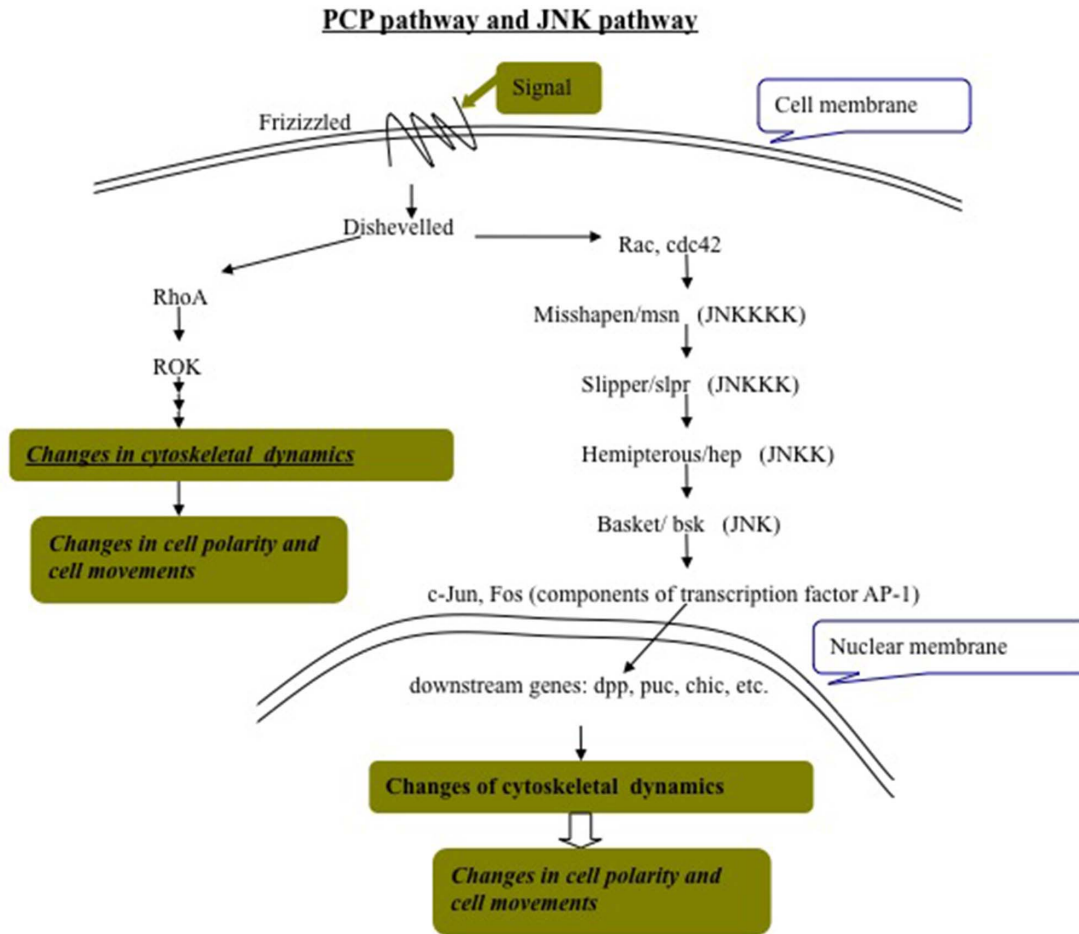 PCP pathway and JNK pathway
Signal
Cell membrane
Frizizzled
Dishevelled
Rac, cdc42
RhoA
Misshapen/msn (JNKKKK)
ROK
Slipper/slpr (JNKKK)
Changes in cytoskeletal dynamics
Hemipterous/hep (JNKK)
Changes in cell polarity and
cell movements
Basket/ bsk (JNK)
c-Jun, Fos (components of transcription factor AP-1)
Nuclear membrane
downstream genes: dpp, puc, chic, etc.
Changes of cytoskeletal dynamics
Changes in cell polarity and
cell movements